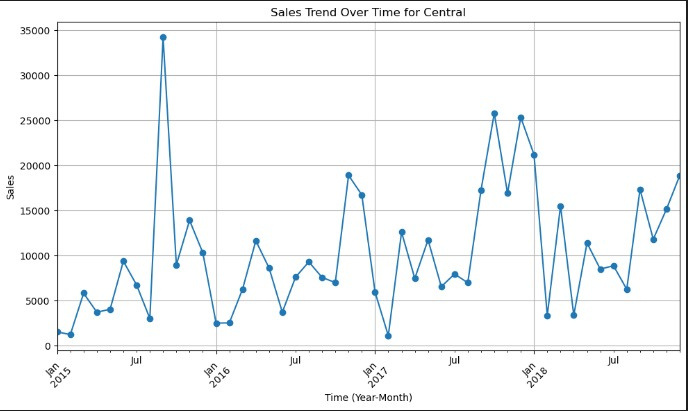 Sales Trend Over Time for Central
35000
30000
25000
20000
15000
10000
5000
0
Sales
Jan
2015
Jul
Jan
2016
Jul
Jan
2017
Jul
Jan
2018
Jul
Time (Year-Month)